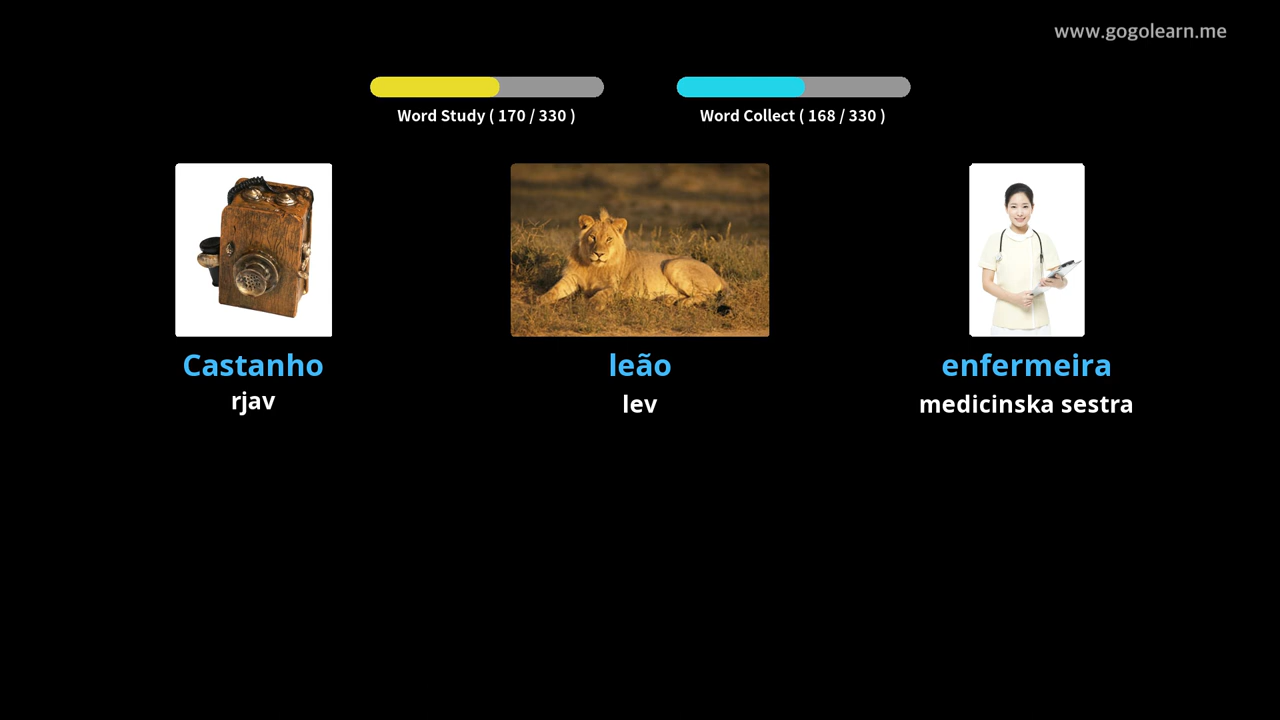 www.gogolearn.me
Word Study ( 170 / 330 )
Word Collect ( 168 / 330 )
Castanho
rjav
leão
lev
enfermeira
medicinska sestra